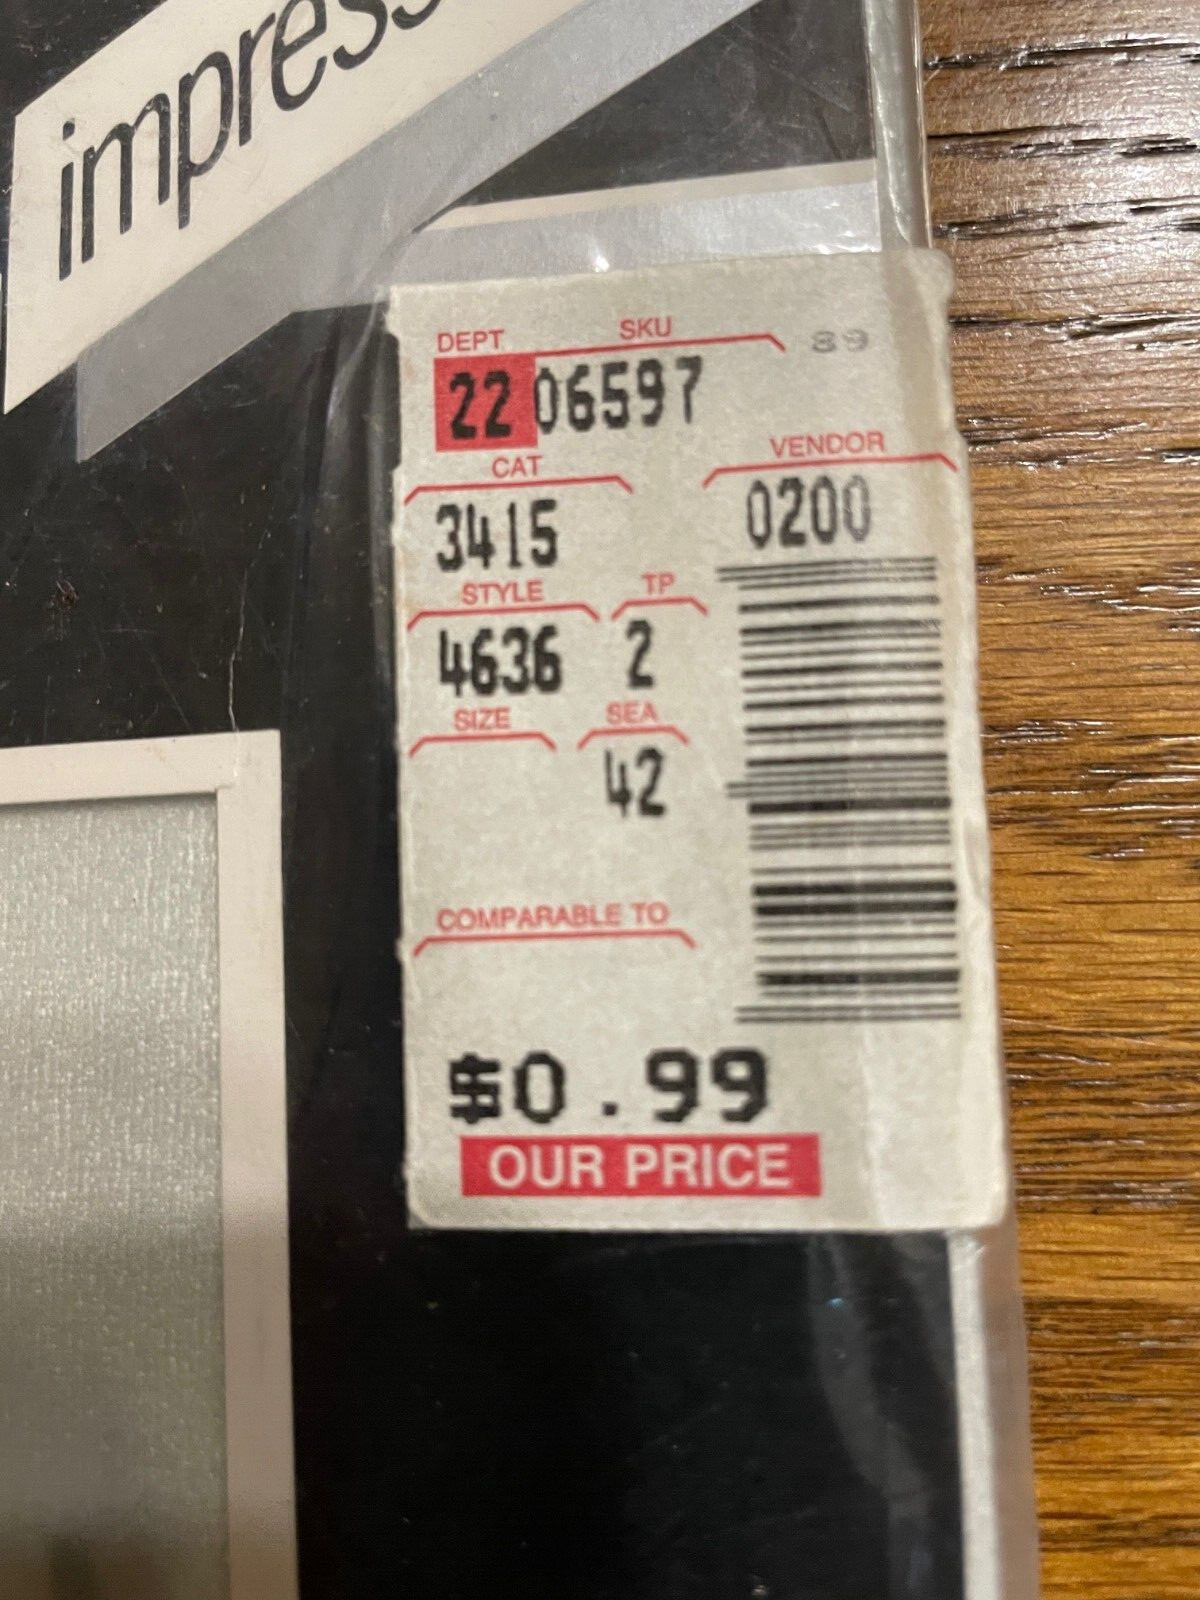 impress
DEPT SKU 89
22 06597
CAT VENDOR
3415 0200
STYLE TP
4636 2
SIZE SEA
42
COMPARABLE TO
$0.99
OUR PRICE